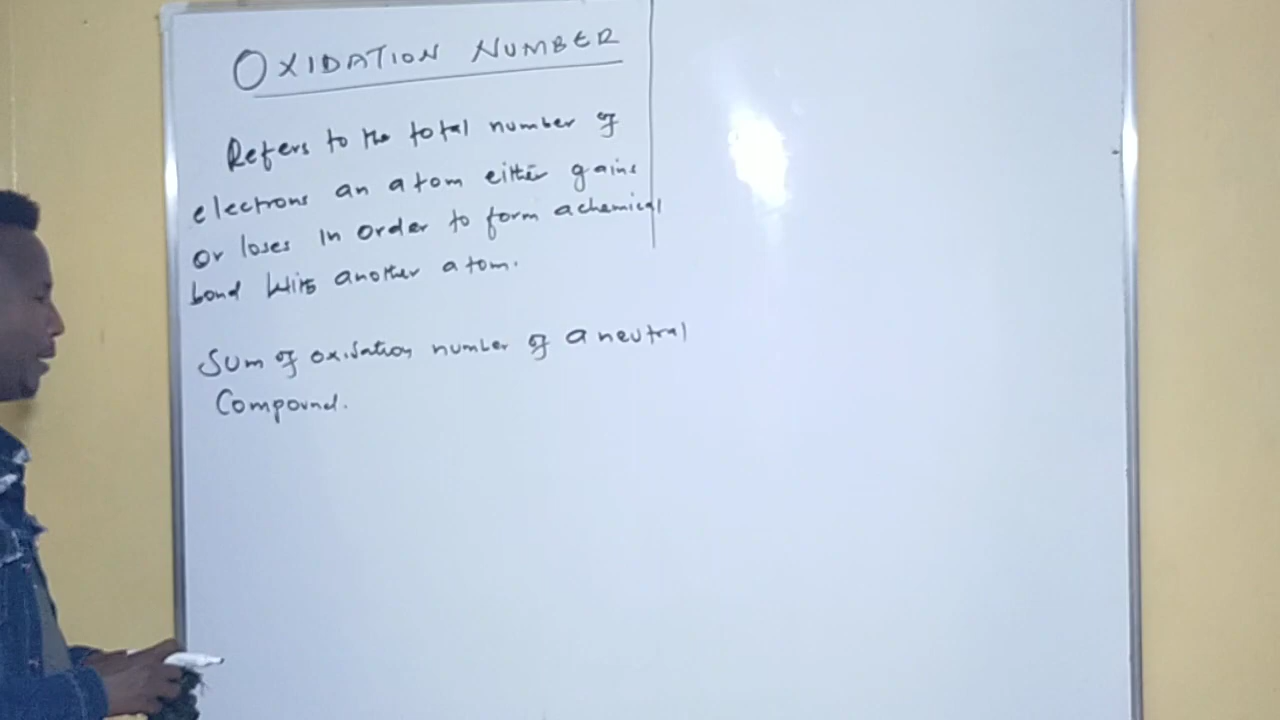 OXIDATION NUMBER
Refers to the total number of
electrons an atom either gains
or loses in order to form a chemical
bond with another atom.
Sum of oxidation number of a neutral
Compound.